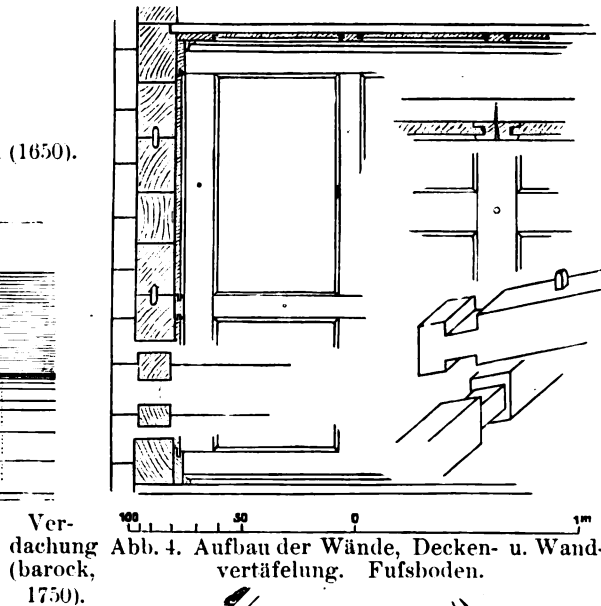 (1650).
100 50 0 1m
Ver-
dachung
(barock,
1750).
Abb. 4. Aufbau der Wände, Decken- u. Wand-
vertäfelung. Fufsboden.